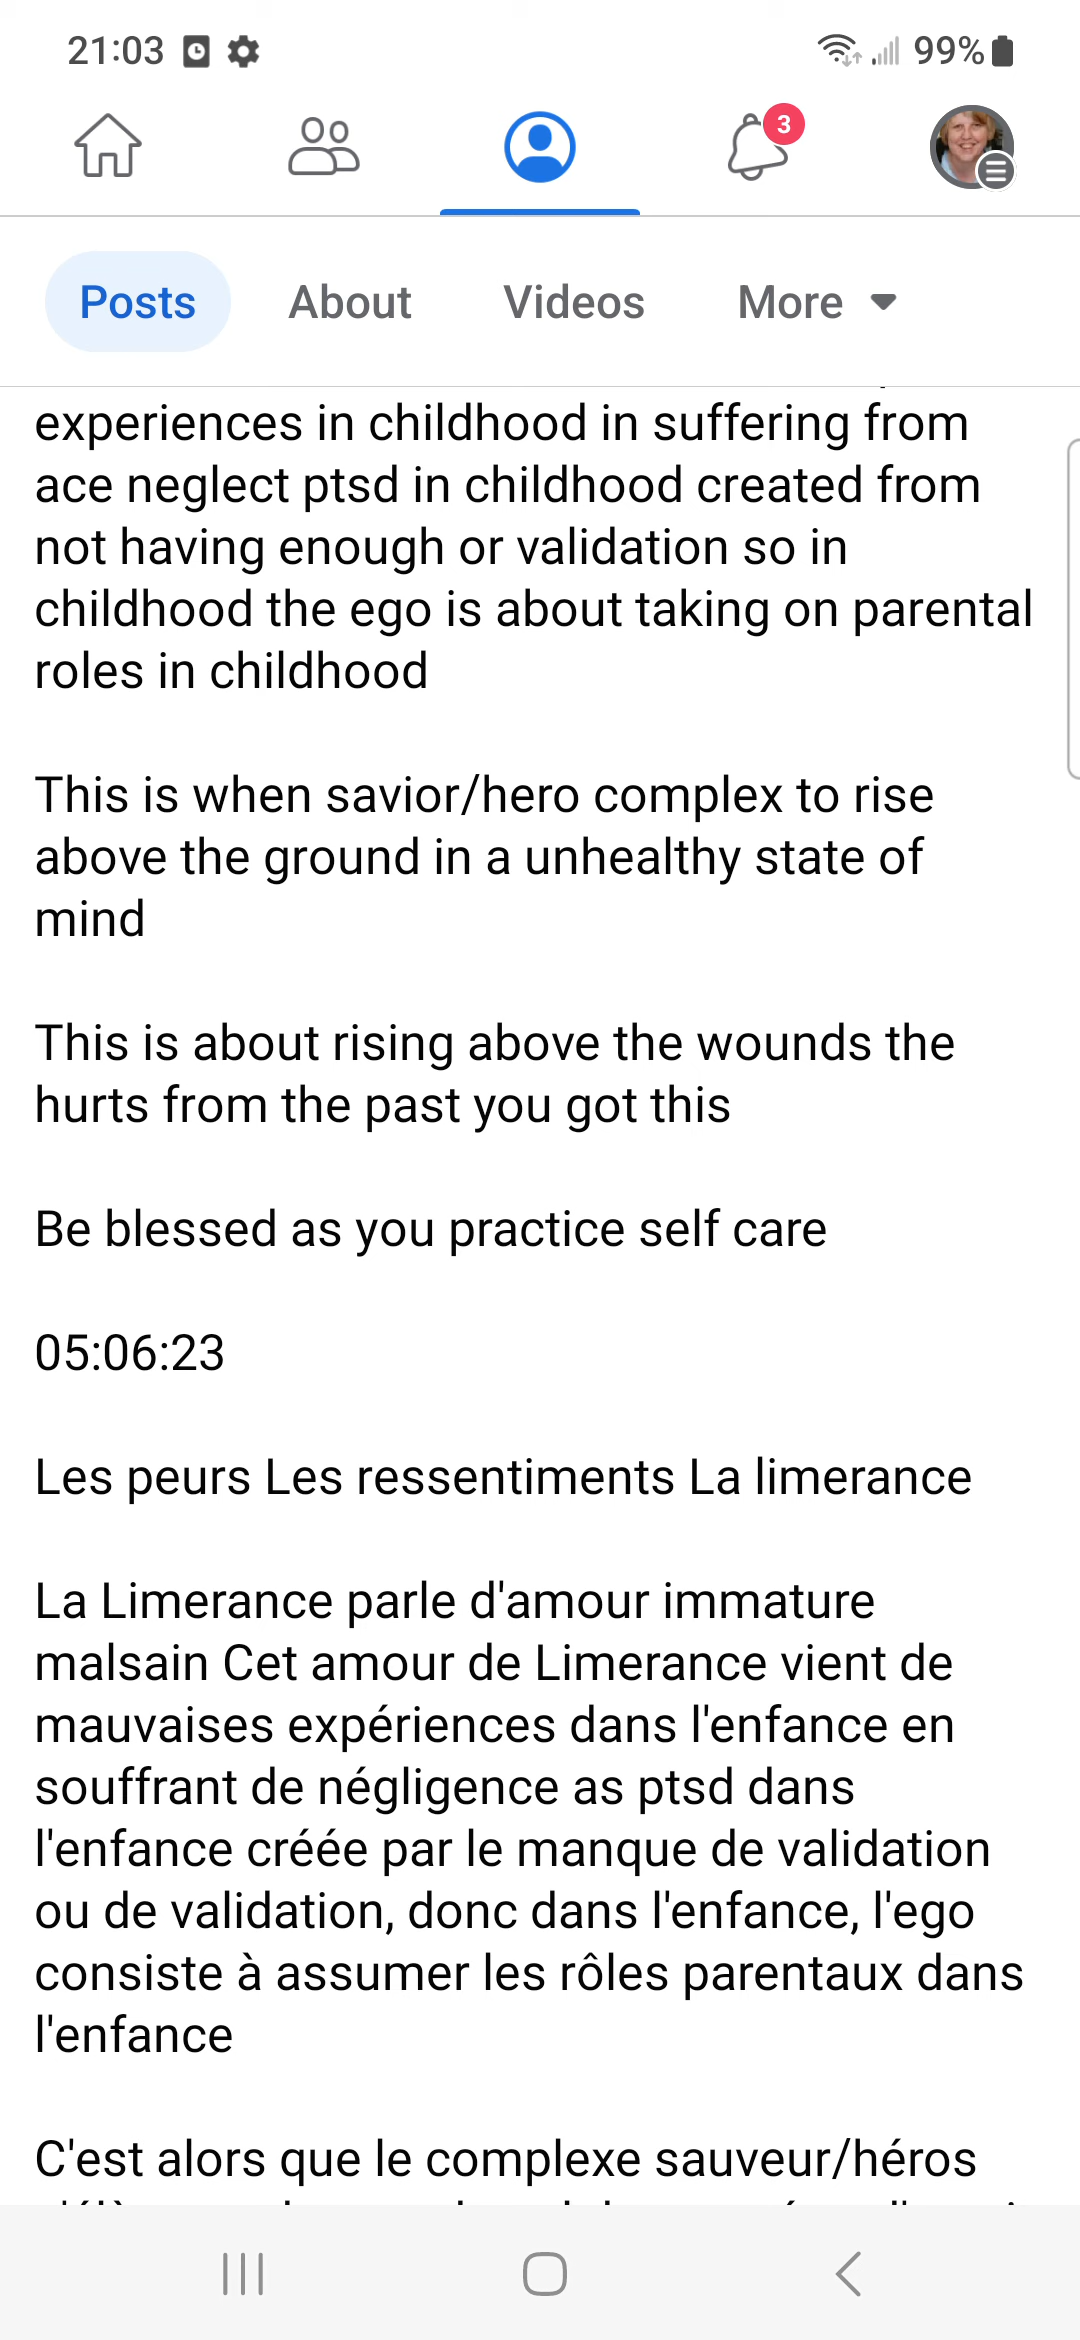 21:03
99%
3
Posts About Videos More
experiences in childhood in suffering from
ace neglect ptsd in childhood created from
not having enough or validation so in
childhood the ego is about taking on parental
roles in childhood
This is when savior/hero complex to rise
above the ground in a unhealthy state of
mind
This is about rising above the wounds the
hurts from the past you got this
Be blessed as you practice self care
05:06:23
Les peurs Les ressentiments La limerance
La Limerance parle d'amour immature
malsain Cet amour de Limerance vient de
mauvaises expériences dans l'enfance en
souffrant de négligence as ptsd dans
l'enfance créée par le manque de validation
ou de validation, donc dans l'enfance, l'ego
consiste à assumer les rôles parentaux dans
l'enfance
C'est alors que le complexe sauveur/héros